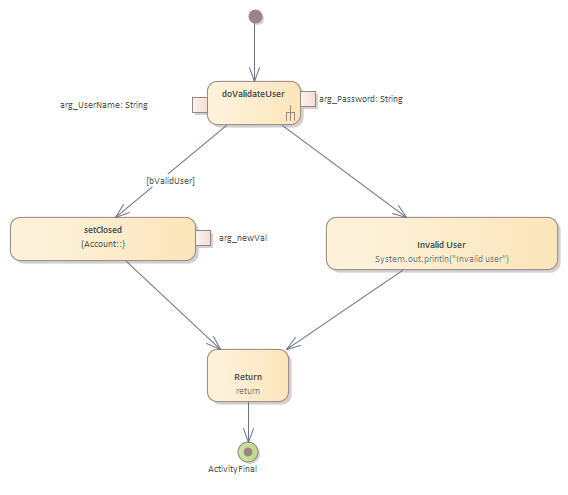 doValidateUser
arg_UserName: String
arg_Password: String
[bValidUser]
setClosed
(Account::)
arg_newVal
Invalid User
System.out.println("Invalid user")
Return
return
ActivityFinal